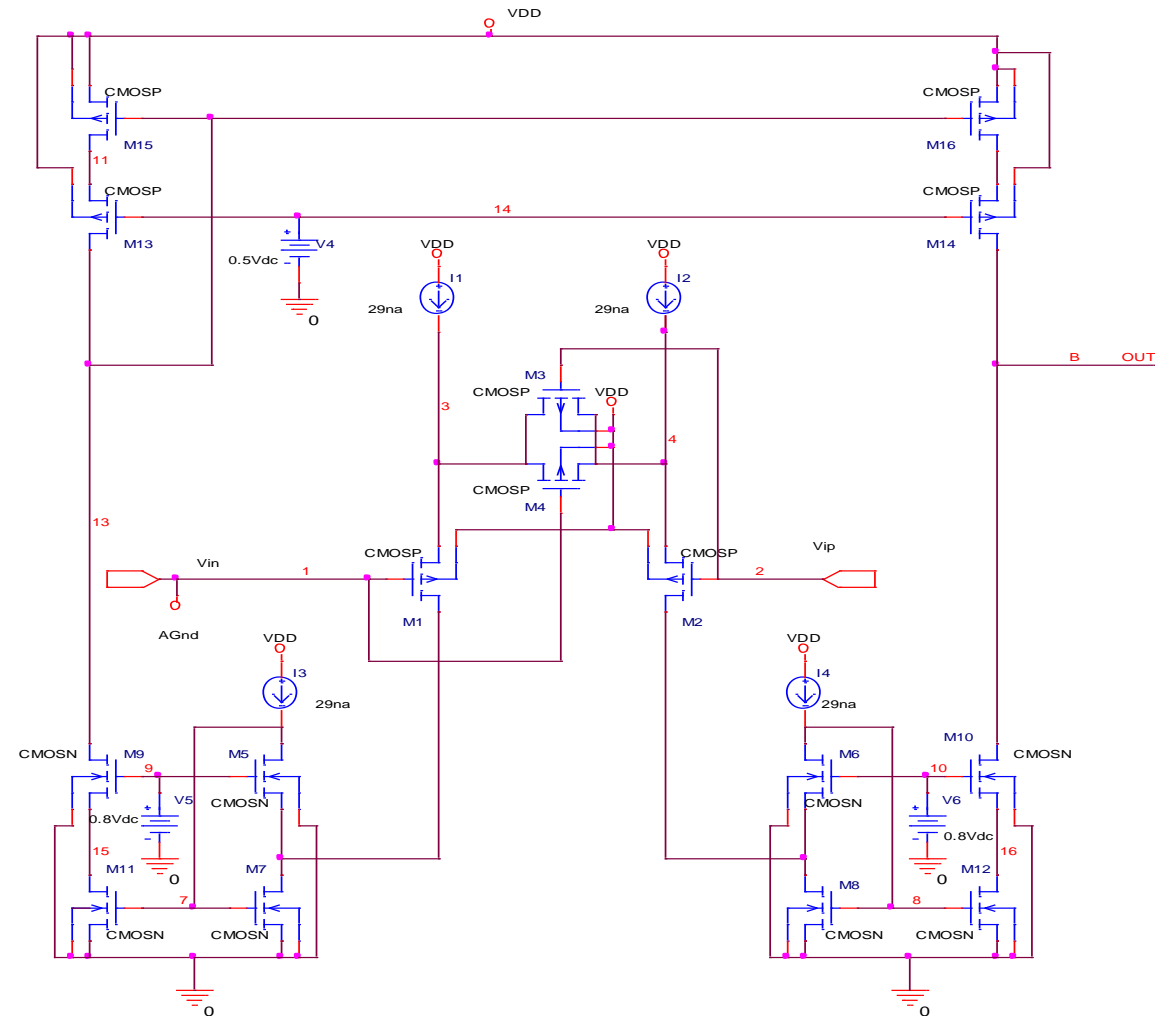 VDD
CMOSP
CMOSP
M15
M16
11
CMOSP
CMOSP
14
M13
V4
VDD
VDD
M14
0.5Vdc
I1
I2
29na
29na
0
B
OUT
M3
CMOSP
VDD
3
4
CMOSP
M4
13
Vin
CMOSP
CMOSP
Vip
1
2
M1
M2
AGnd
VDD
VDD
I3
I4
29na
29na
M10
CMOSN
M9
M5
M6
CMOSN
9
10
V5
CMOSN
CMOSN
V6
0.8Vdc
0.8Vdc
15
16
M11
M7
0
M8
0
M12
7
8
CMOSN
CMOSN
CMOSN
CMOSN
0
0